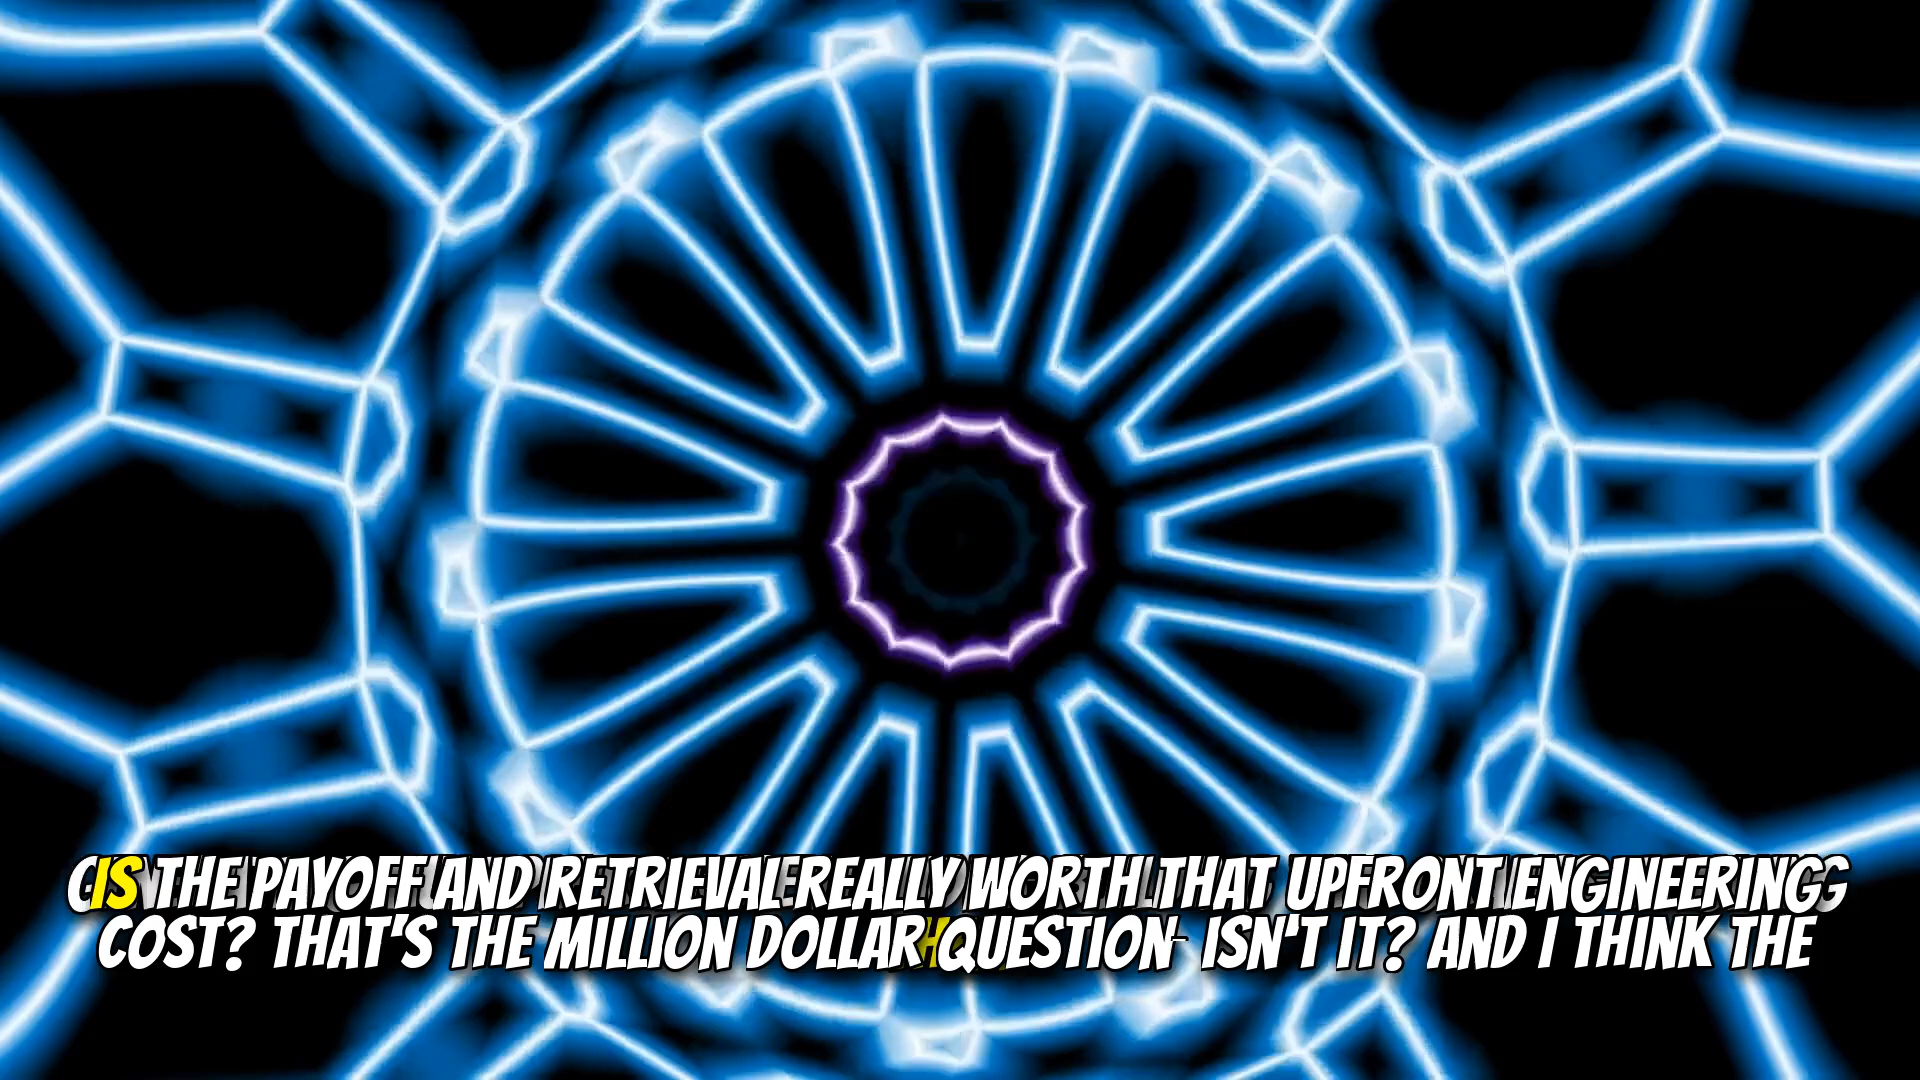 IS THE PAYOFF AND RETRIEVAL REALLY WORTH THAT UPFRONT ENGINEERING
COST? THAT'S THE MILLION DOLLAR QUESTION ISN'T IT? AND I THINK THE